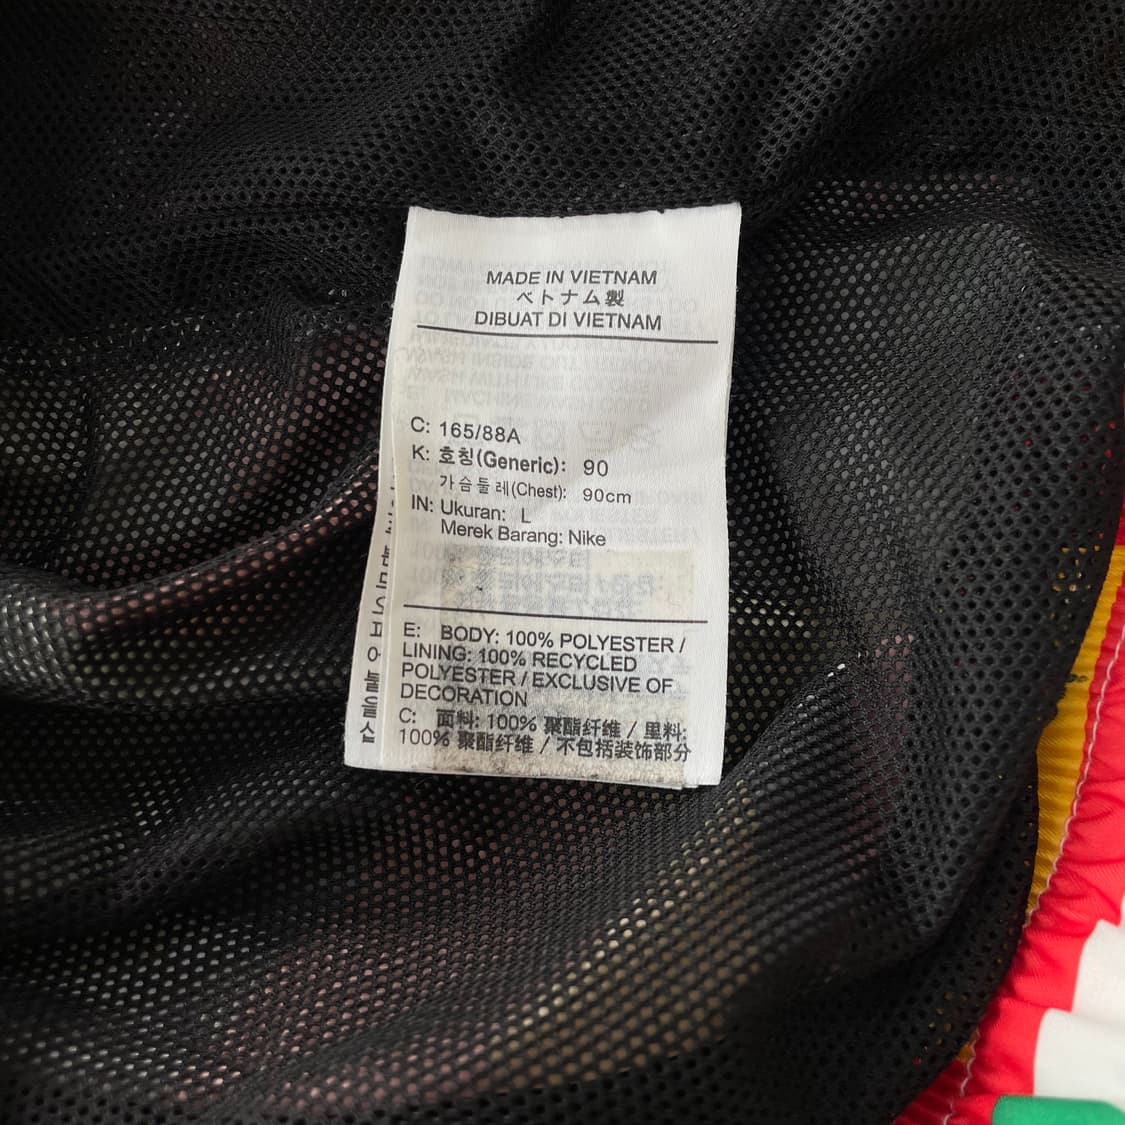 MADE IN VIETNAM
ベトナム製
DIBUAT DI VIETNAM
C: 165/88A
K: 호칭(Generic): 90
가슴둘레(Chest): 90cm
IN: Ukuran: L
Merek Barang: Nike
E: BODY: 100% POLYESTER /
LINING: 100% RECYCLED
POLYESTER / EXCLUSIVE OF
DECORATION
C: 面料: 100% 聚酯纤维 / 里料:
100% 聚酯纤维 / 不包括装饰部分